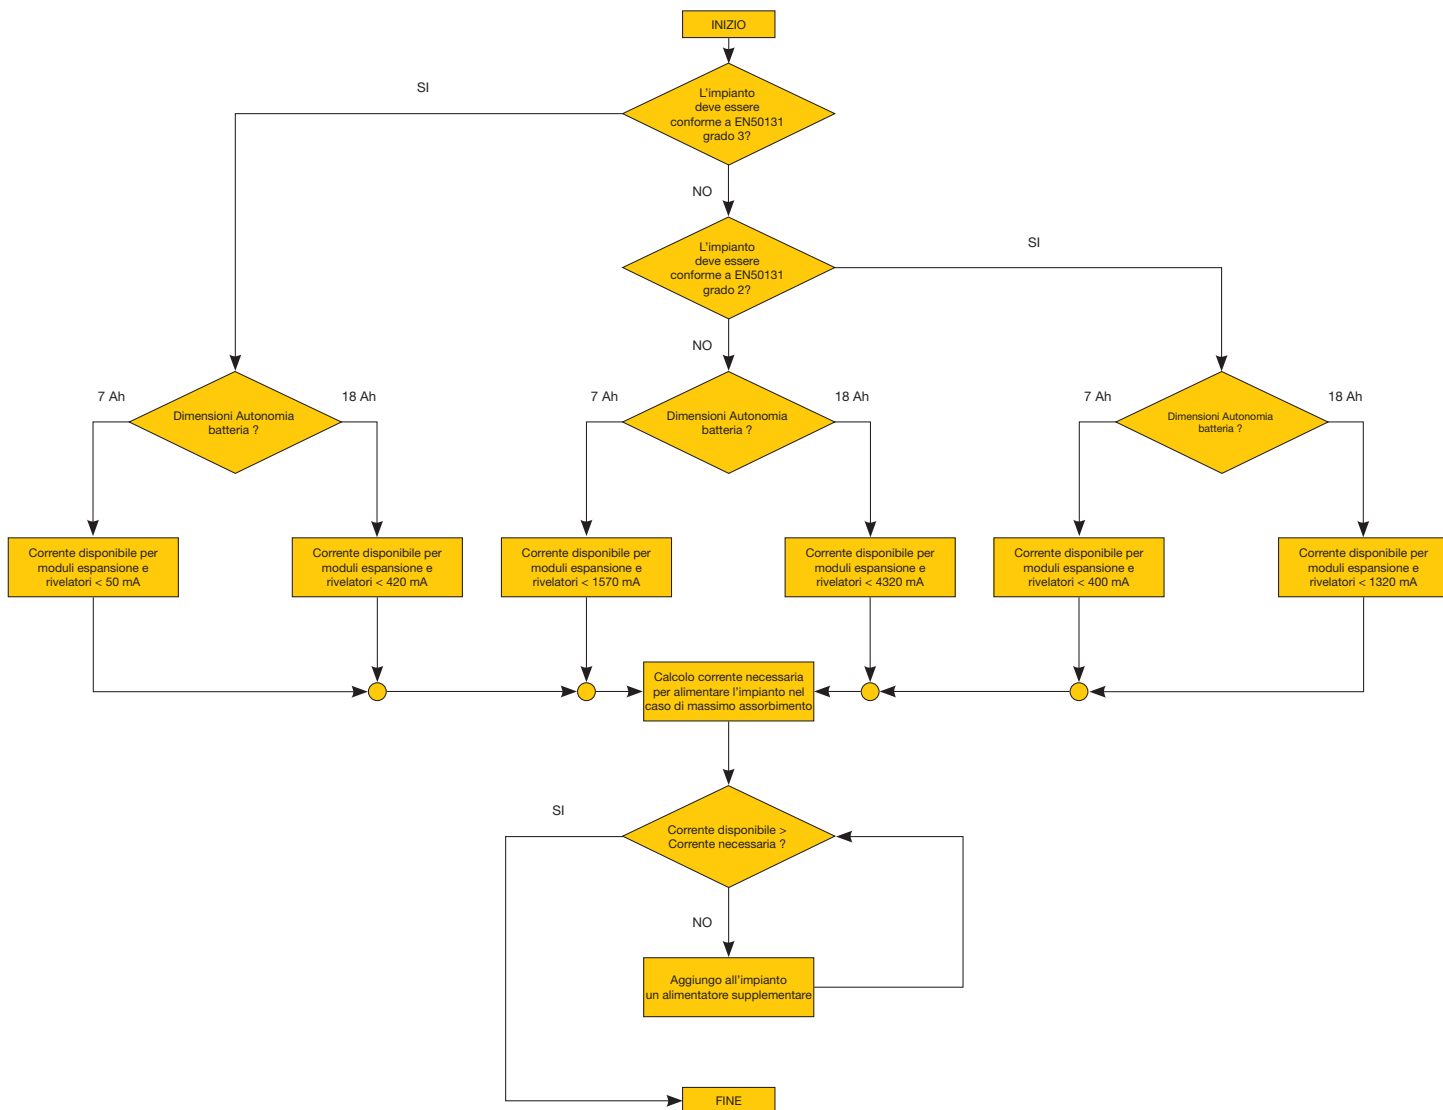 INIZIO
SI
L'impianto
deve essere
conforme a EN50131
grado 3?
NO
L'impianto
deve essere
conforme a EN50131
grado 2?
SI
NO
7 Ah
18 Ah
Dimensioni Autonomia
batteria ?
7 Ah
18 Ah
Dimensioni Autonomia
batteria ?
7 Ah
18 Ah
Dimensioni Autonomia
batteria ?
Corrente disponibile per
moduli espansione e
rivelatori < 50 mA
Corrente disponibile per
moduli espansione e
rivelatori < 420 mA
Corrente disponibile per
moduli espansione e
rivelatori < 1570 mA
Corrente disponibile per
moduli espansione e
rivelatori < 4320 mA
Corrente disponibile per
moduli espansione e
rivelatori < 400 mA
Corrente disponibile per
moduli espansione e
rivelatori < 1320 mA
Calcolo corrente necessaria
per alimentare l'impianto nel
caso di massimo assorbimento
SI
Corrente disponibile >
Corrente necessaria ?
NO
Aggiungo all'impianto
un alimentatore supplementare
FINE